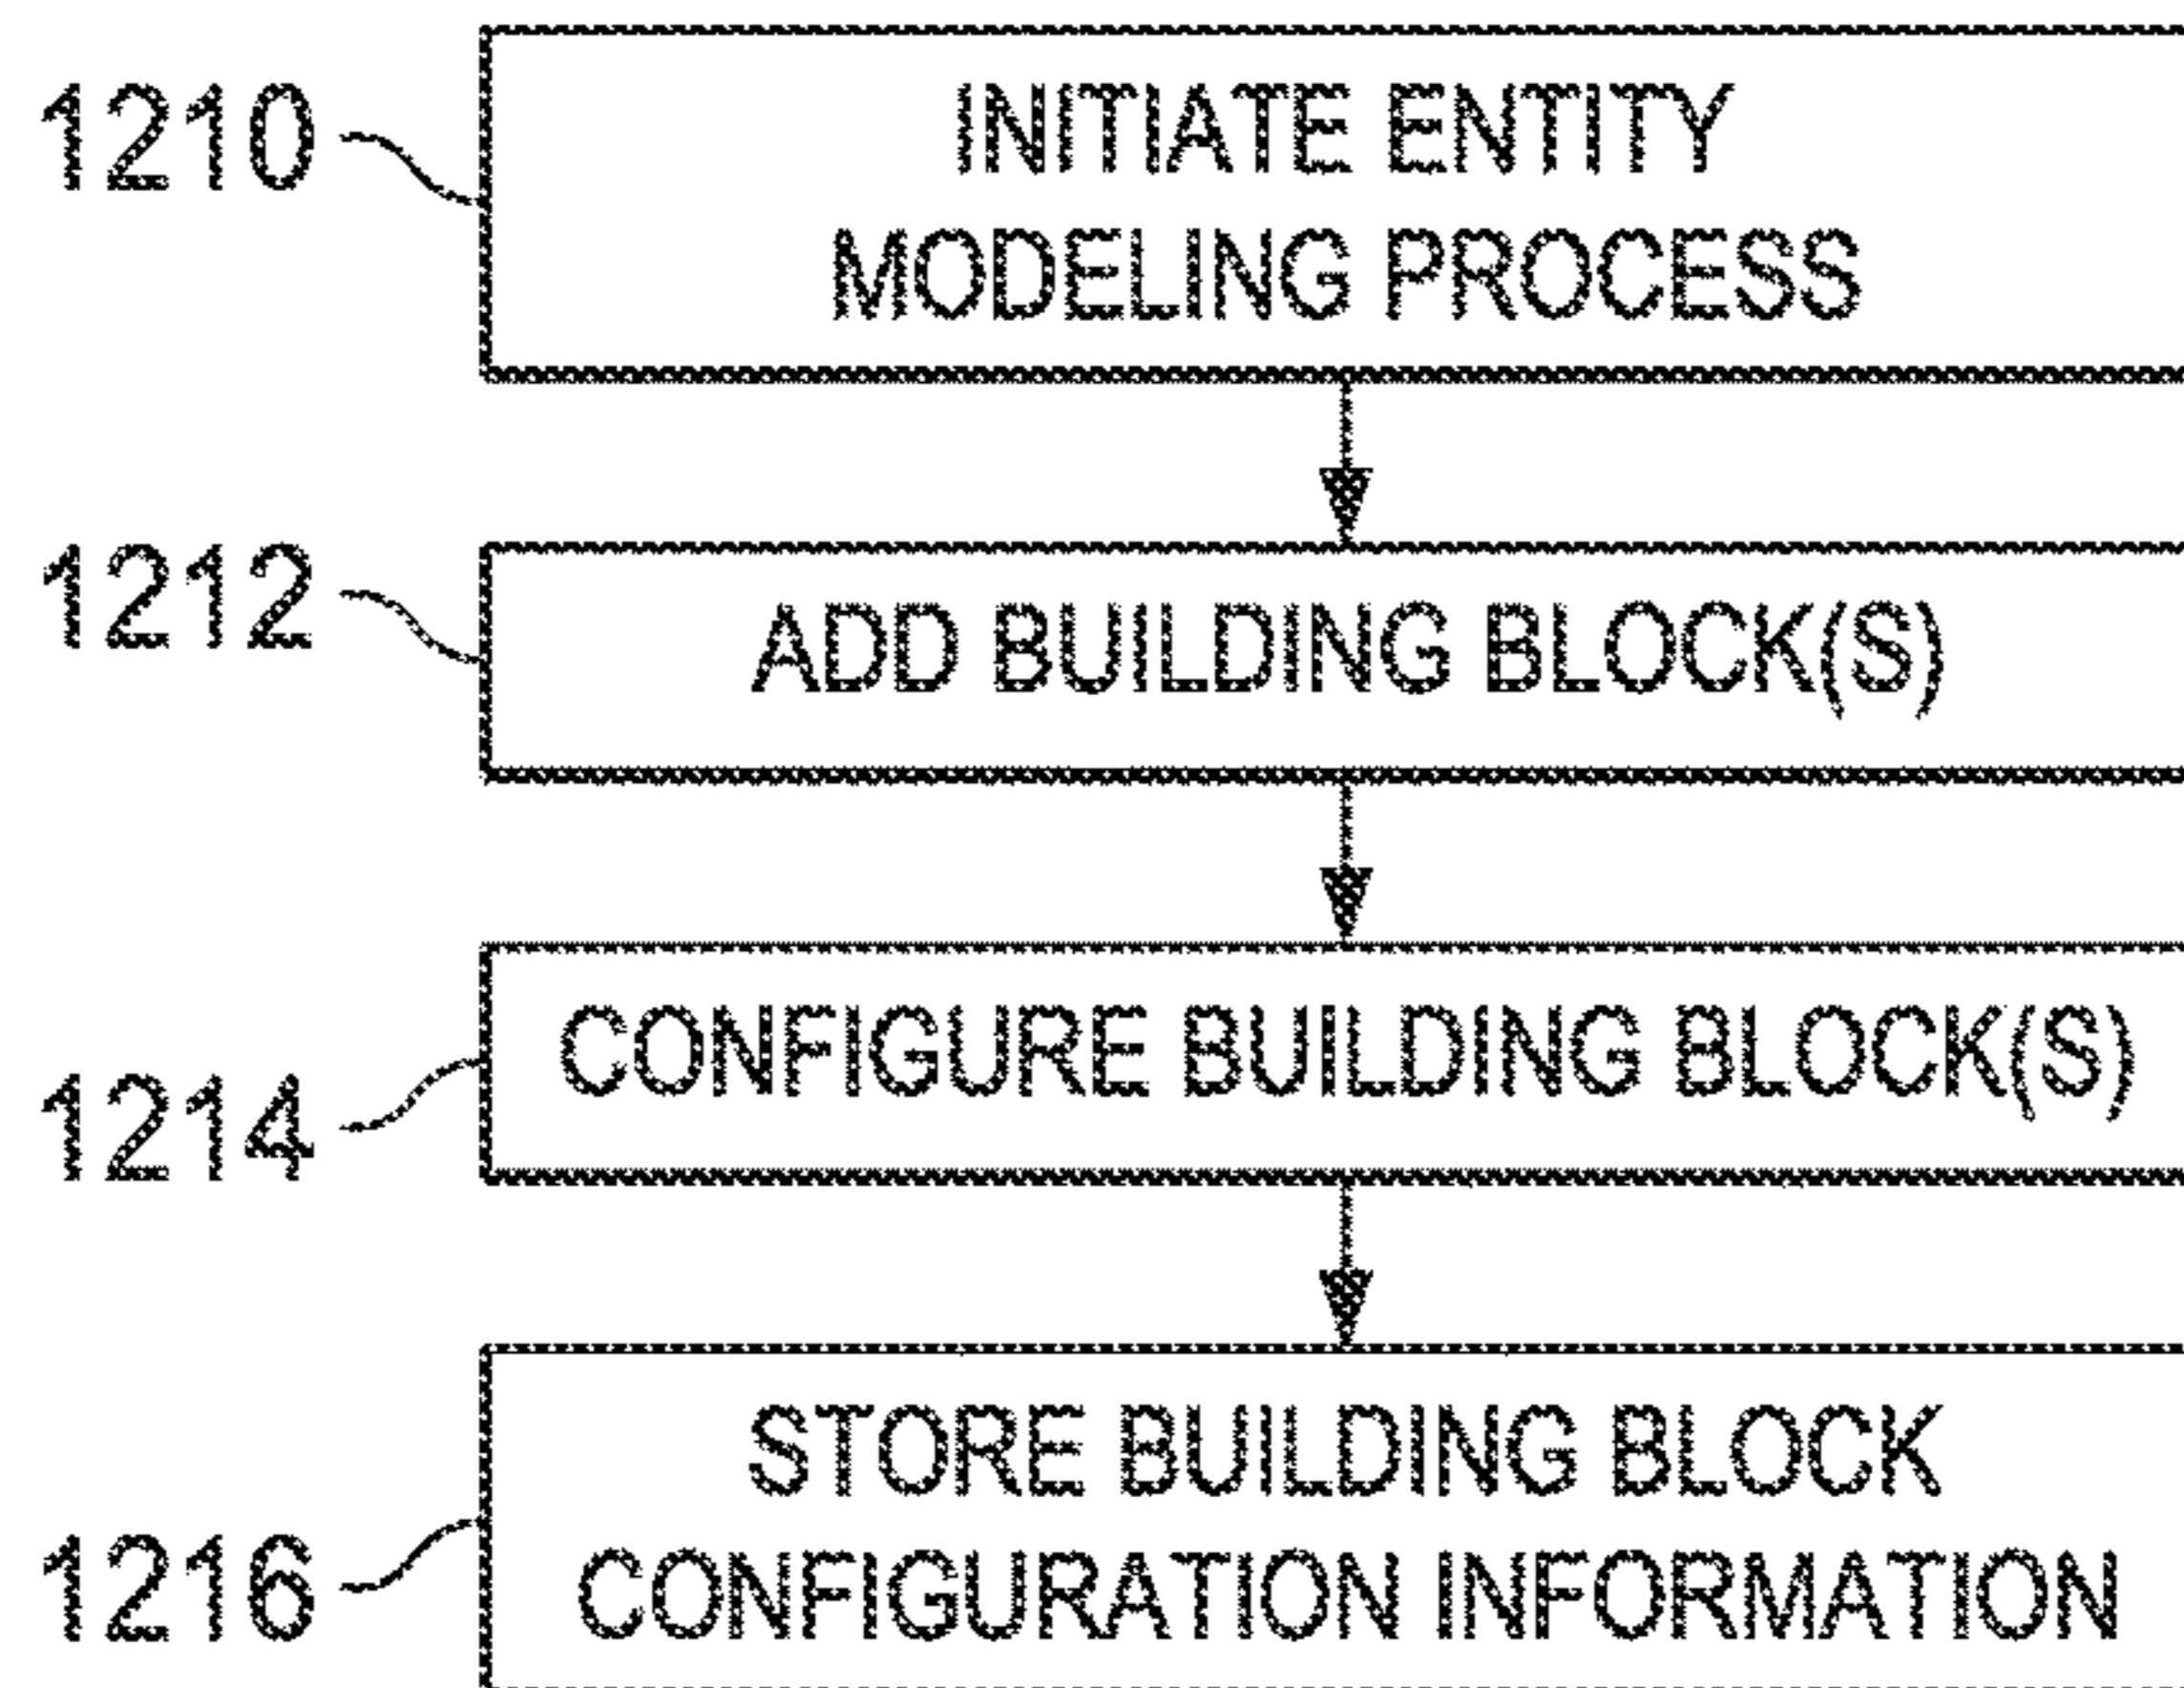 1210
INITIATE ENTITY
MODELING PROCESS
1212
ADD BUILDING BLOCK(S)
1214
CONFIGURE BUILDING BLOCK(S)
1216
STORE BUILDING BLOCK
CONFIGURATION INFORMATION